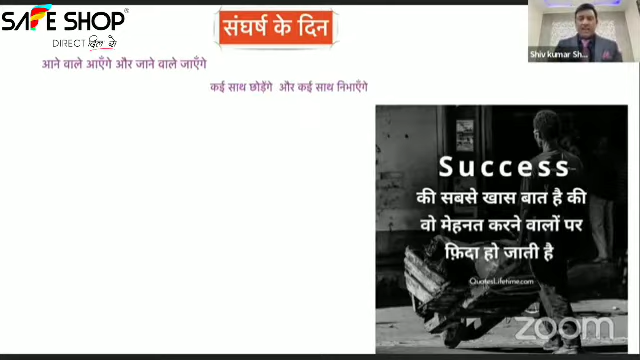 SAFE SHOP®
DIRECT दिल से
संघर्ष के दिन
आने वाले आएँगे और जाने वाले जाएँगे
कई साथ छोड़ेंगे और कई साथ निभाएँगे
Shiv kumar Sh...
Success
की सबसे खास बात है की
वो मेहनत करने वालों पर
फ़िदा हो जाती है
QuotesLifetime.com
zoom